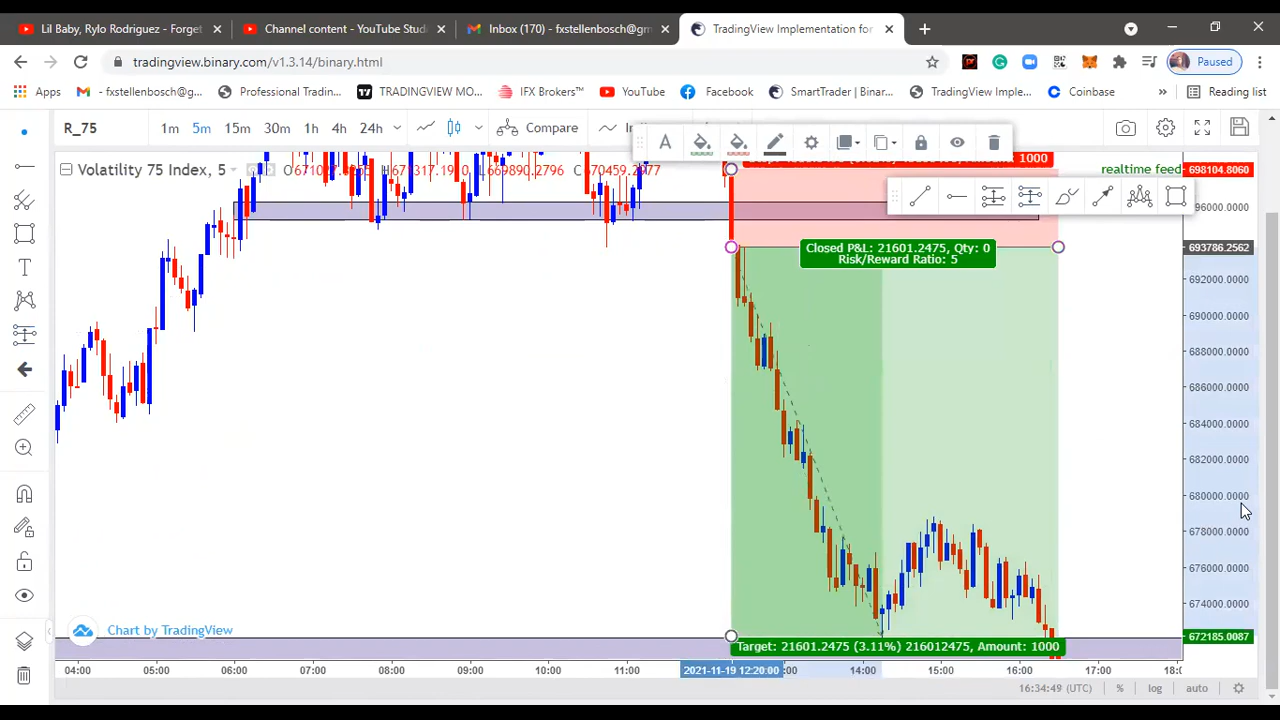 Lil Baby, Rylo Rodriguez - Forget
Channel content - YouTube Stud
Inbox (170) - fxstellenbosch@gm
TradingView Implementation for
tradingview.binary.com/v1.3.14/binary.html
Paused
Apps
- fxstellenbosch@g...
Professional Tradin...
TRADINGVIEW MO...
IFX Brokers™
YouTube
Facebook
SmartTrader | Binar...
TradingView Imple...
Coinbase
»
Reading list
R_75
1m 5m 15m 30m 1h 4h 24h
Compare
1000
Volatility 75 Index, 5
realtime feed
698104.8060
696000.0000
693786.2562
692000.0000
690000.0000
688000.0000
686000.0000
684000.0000
682000.0000
680000.0000
678000.0000
676000.0000
674000.0000
672185.0087
Closed P&L: 21601.2475, Qty: 0
Risk/Reward Ratio: 5
Chart by TradingView
Target: 21601.2475 (3.11%) 216012475, Amount: 1000
04:00 05:00 06:00 08:00 09:00 10:00 11:00 2021-11-19 12:20:00 :00 14:00 15:00 16:00 17:00 18:0
16:34:49 (UTC) % log auto